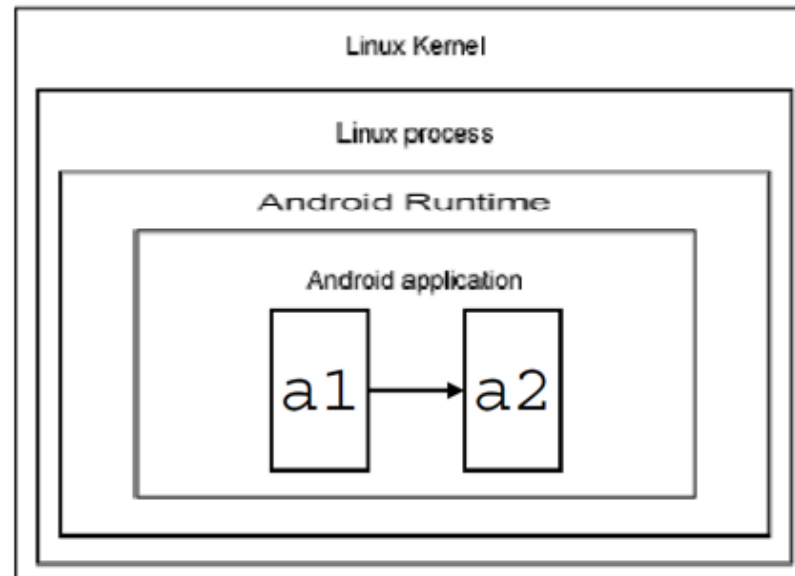 Linux Kernel
Linux process
Android Runtime
Android application
a1 a2